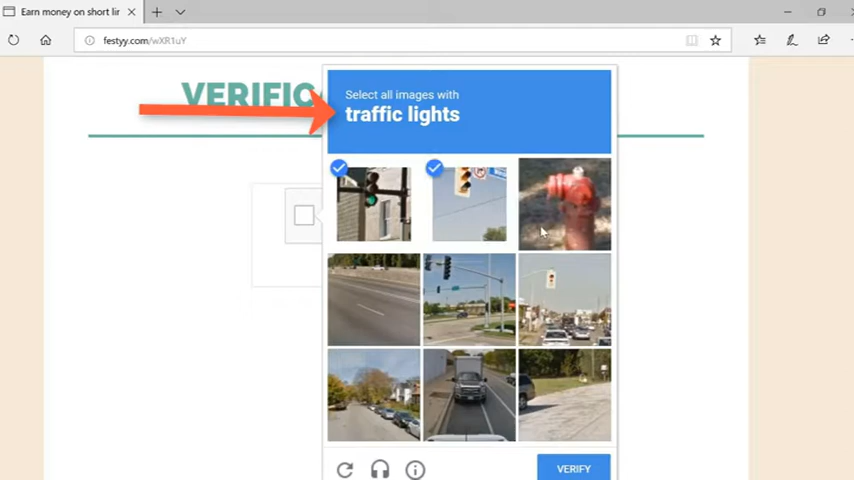 Earn money on short lir
festyy.com/wXR1uY
VERIFIC
Select all images with
traffic lights
VERIFY